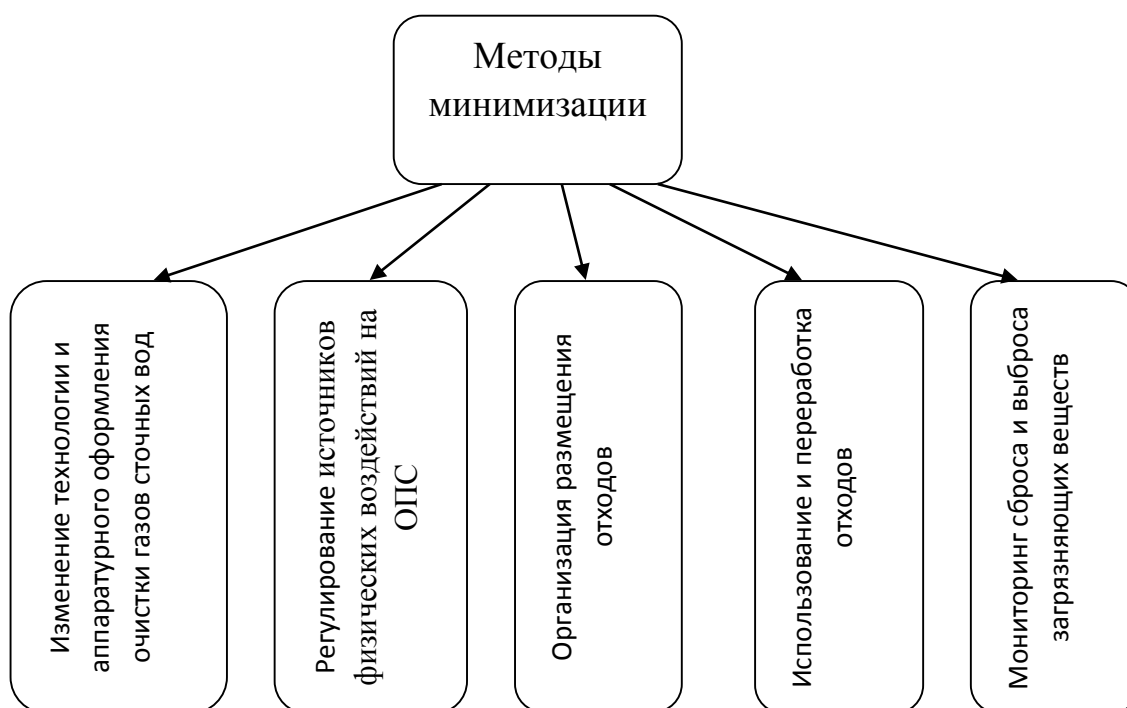 Методы
минимизации
Изменение технологии и
аппаратурного оформления
очистки газов сточных вод
Регулирование источников
физических воздействий на
ОПС
Организация размещения
отходов
Использование и переработка
отходов
Мониторинг сброса и выброса
загрязняющих веществ